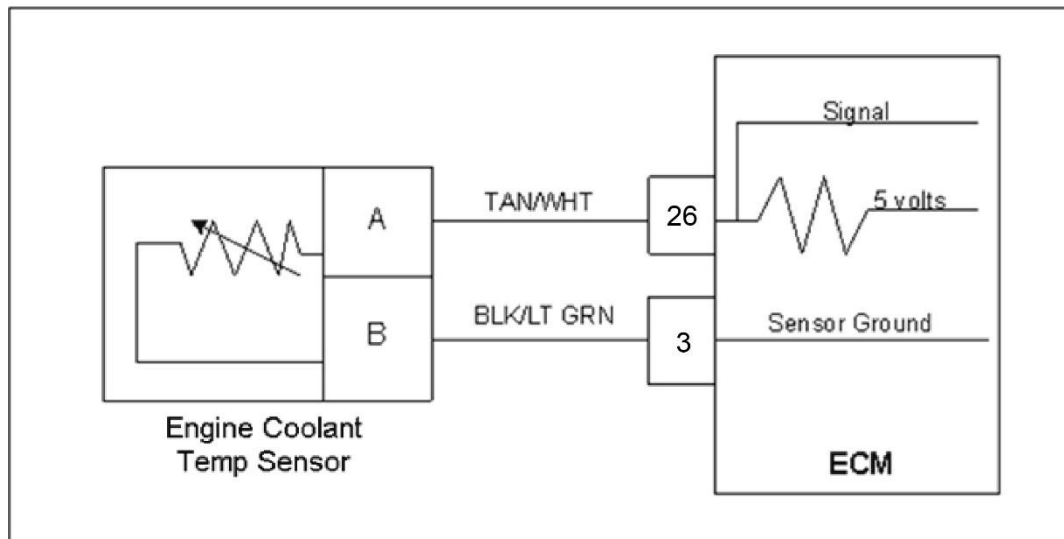 Signal
TAN/WHT
26
5 volts
A
BLK/LT GRN
3
Sensor Ground
B
Engine Coolant
Temp Sensor
ECM